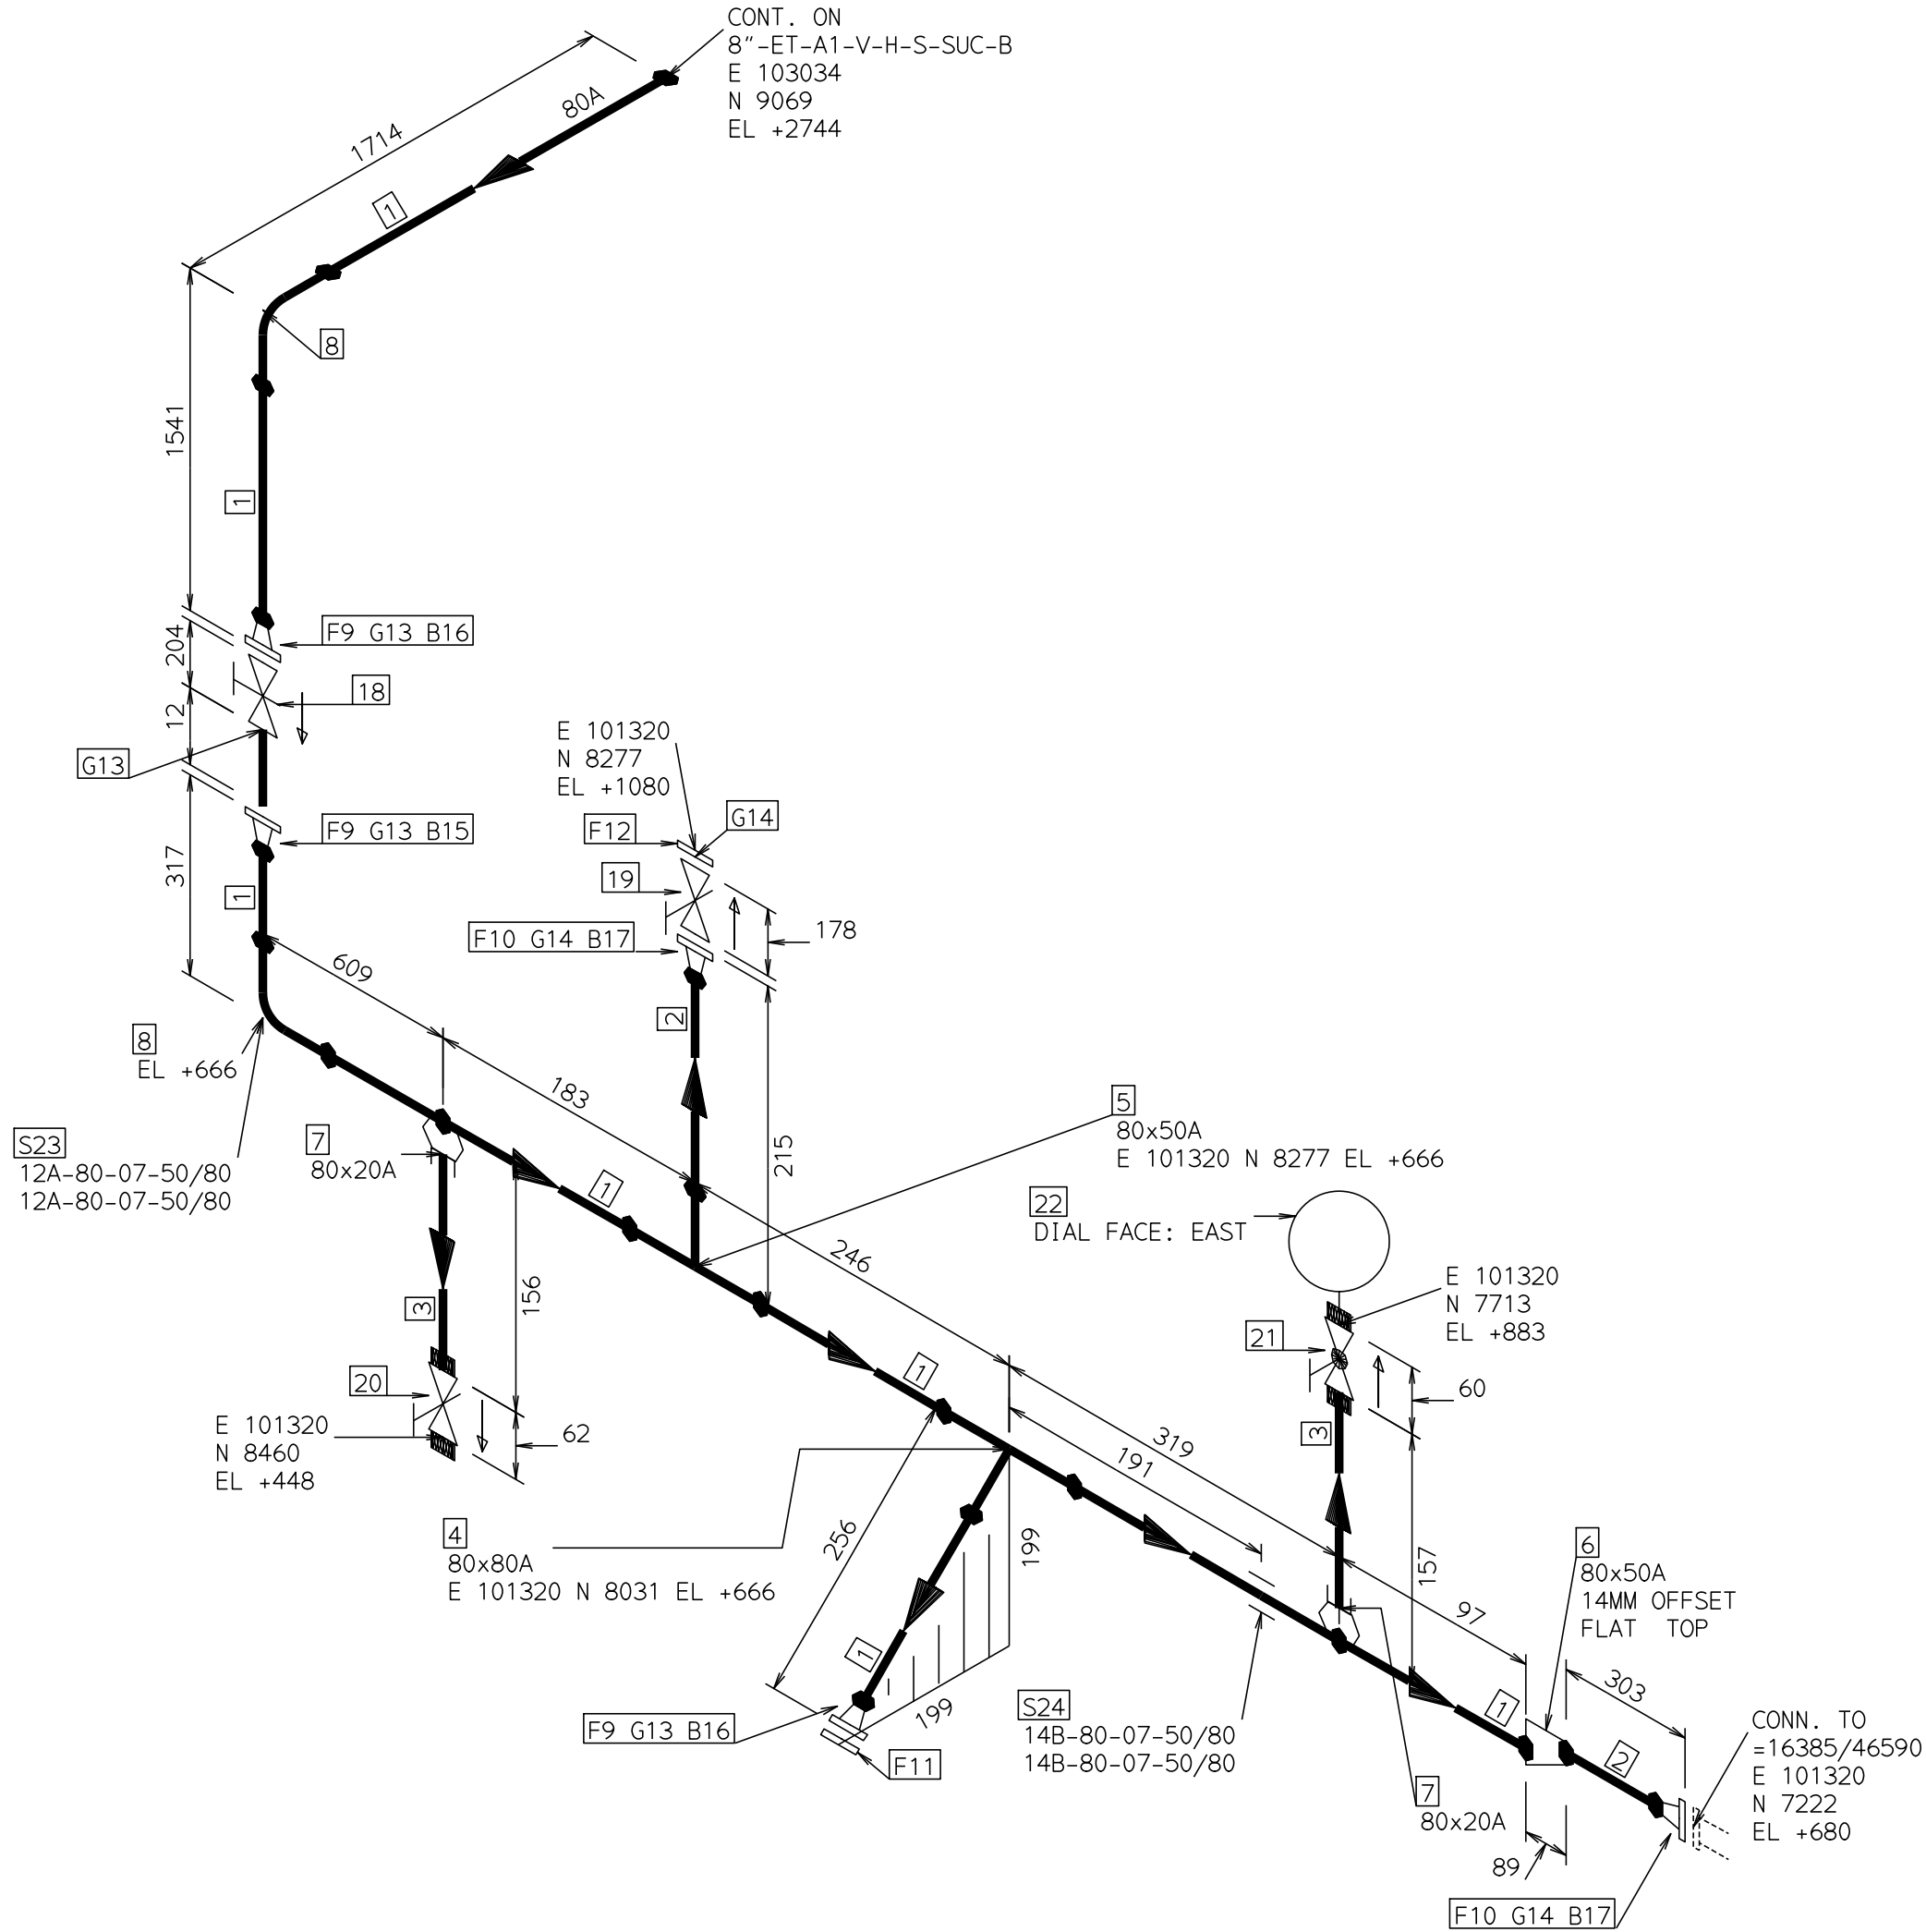 CONT. ON
8"-ET-A1-V-H-S-SUC-B
E 103034
N 9069
EL +2744
80A
1714
1
8
1541
1
F9 G13 B16
204
18
12
G13
F9 G13 B15
317
1
E 101320
N 8277
EL +1080
G14
F12
19
F10 G14 B17
178
609
2
8
EL +666
183
215
5
80x50A
E 101320 N 8277 EL +666
S23
12A-80-07-50/80
12A-80-07-50/80
7
80x20A
1
22
DIAL FACE: EAST
246
156
3
E 101320
N 7713
EL +883
21
20
60
1
E 101320
N 8460
EL +448
62
319
3
191
4
80x80A
E 101320 N 8031 EL +666
256
199
157
6
80x50A
14MM OFFSET
FLAT TOP
97
1
303
F9 G13 B16
199
S24
14B-80-07-50/80
14B-80-07-50/80
1
2
CONN. TO
=16385/46590
E 101320
N 7222
EL +680
F11
7
80x20A
89
F10 G14 B17